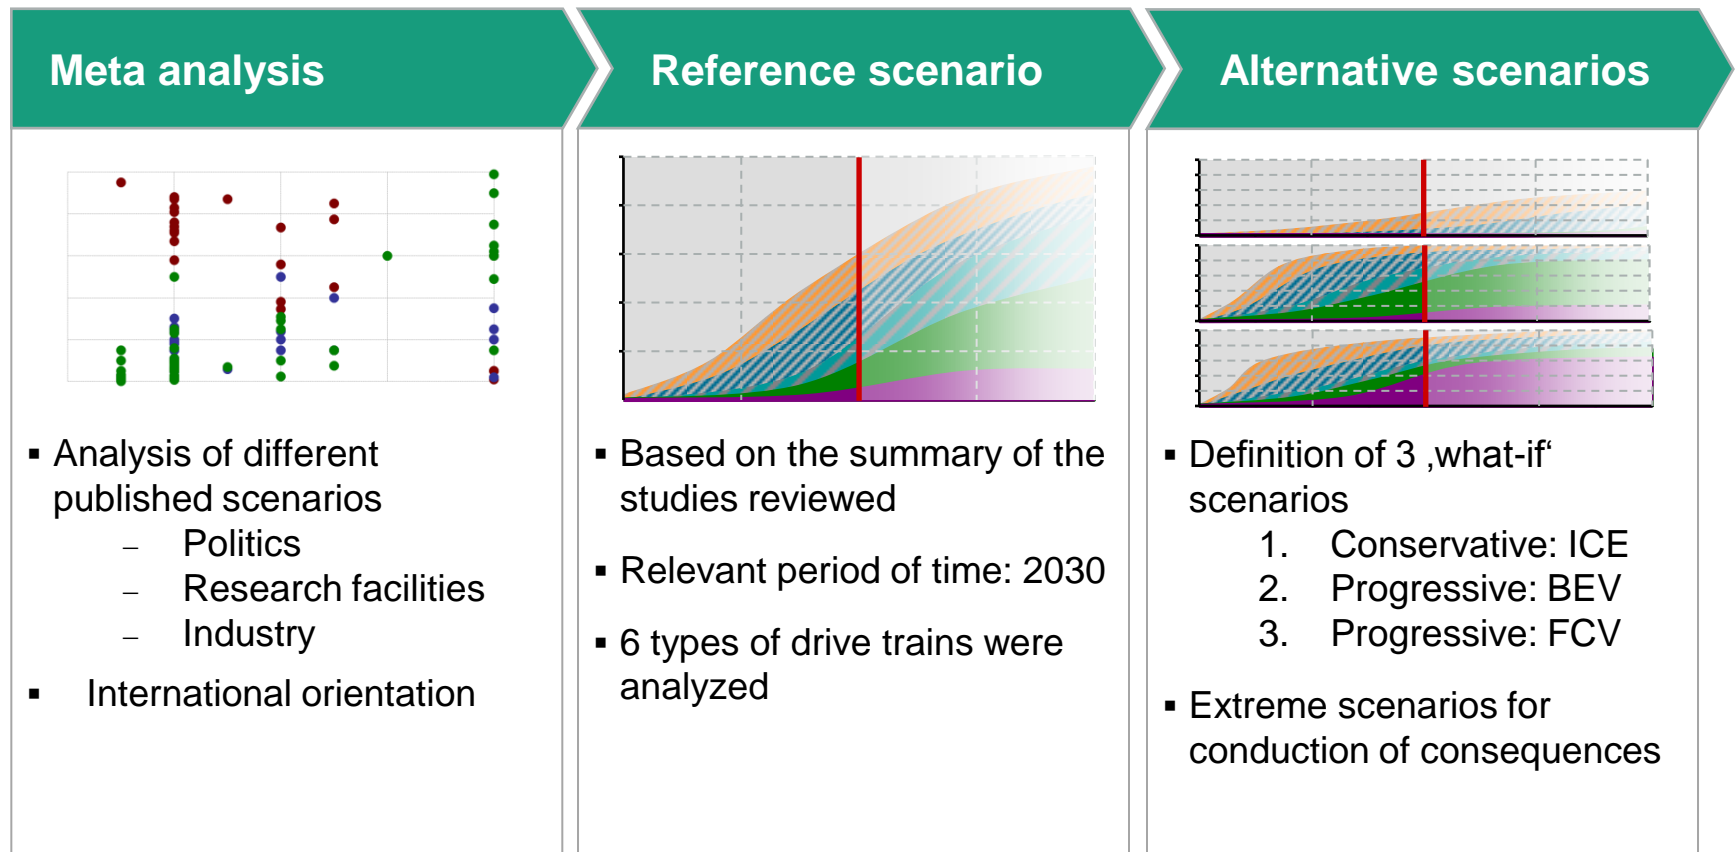 Meta analysis
Reference scenario
Alternative scenarios
▪ Analysis of different
published scenarios
– Politics
– Research facilities
– Industry
▪ International orientation
▪ Based on the summary of the
studies reviewed
▪ Relevant period of time: 2030
▪ 6 types of drive trains were
analyzed
▪ Definition of 3 ‚what-if‘
scenarios
1. Conservative: ICE
2. Progressive: BEV
3. Progressive: FCV
▪ Extreme scenarios for
conduction of consequences